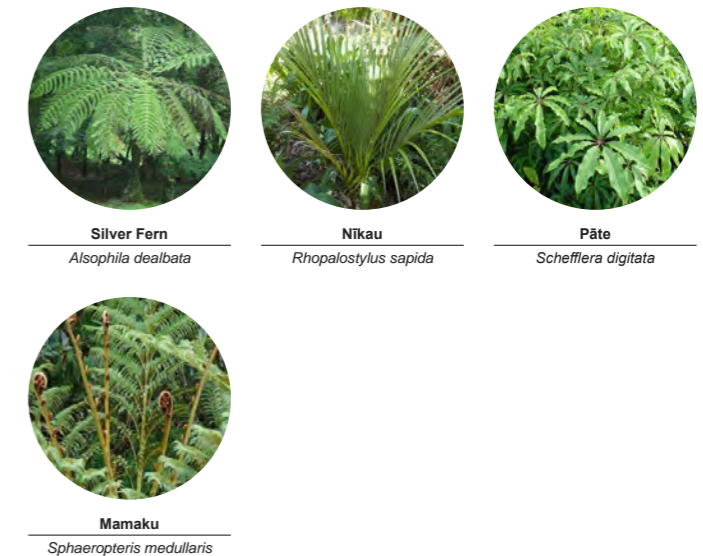 Silver Fern
Alsophila dealbata
Nīkau
Rhopalostylus sapida
Pāte
Schefflera digitata
Mamaku
Sphaeropteris medullaris